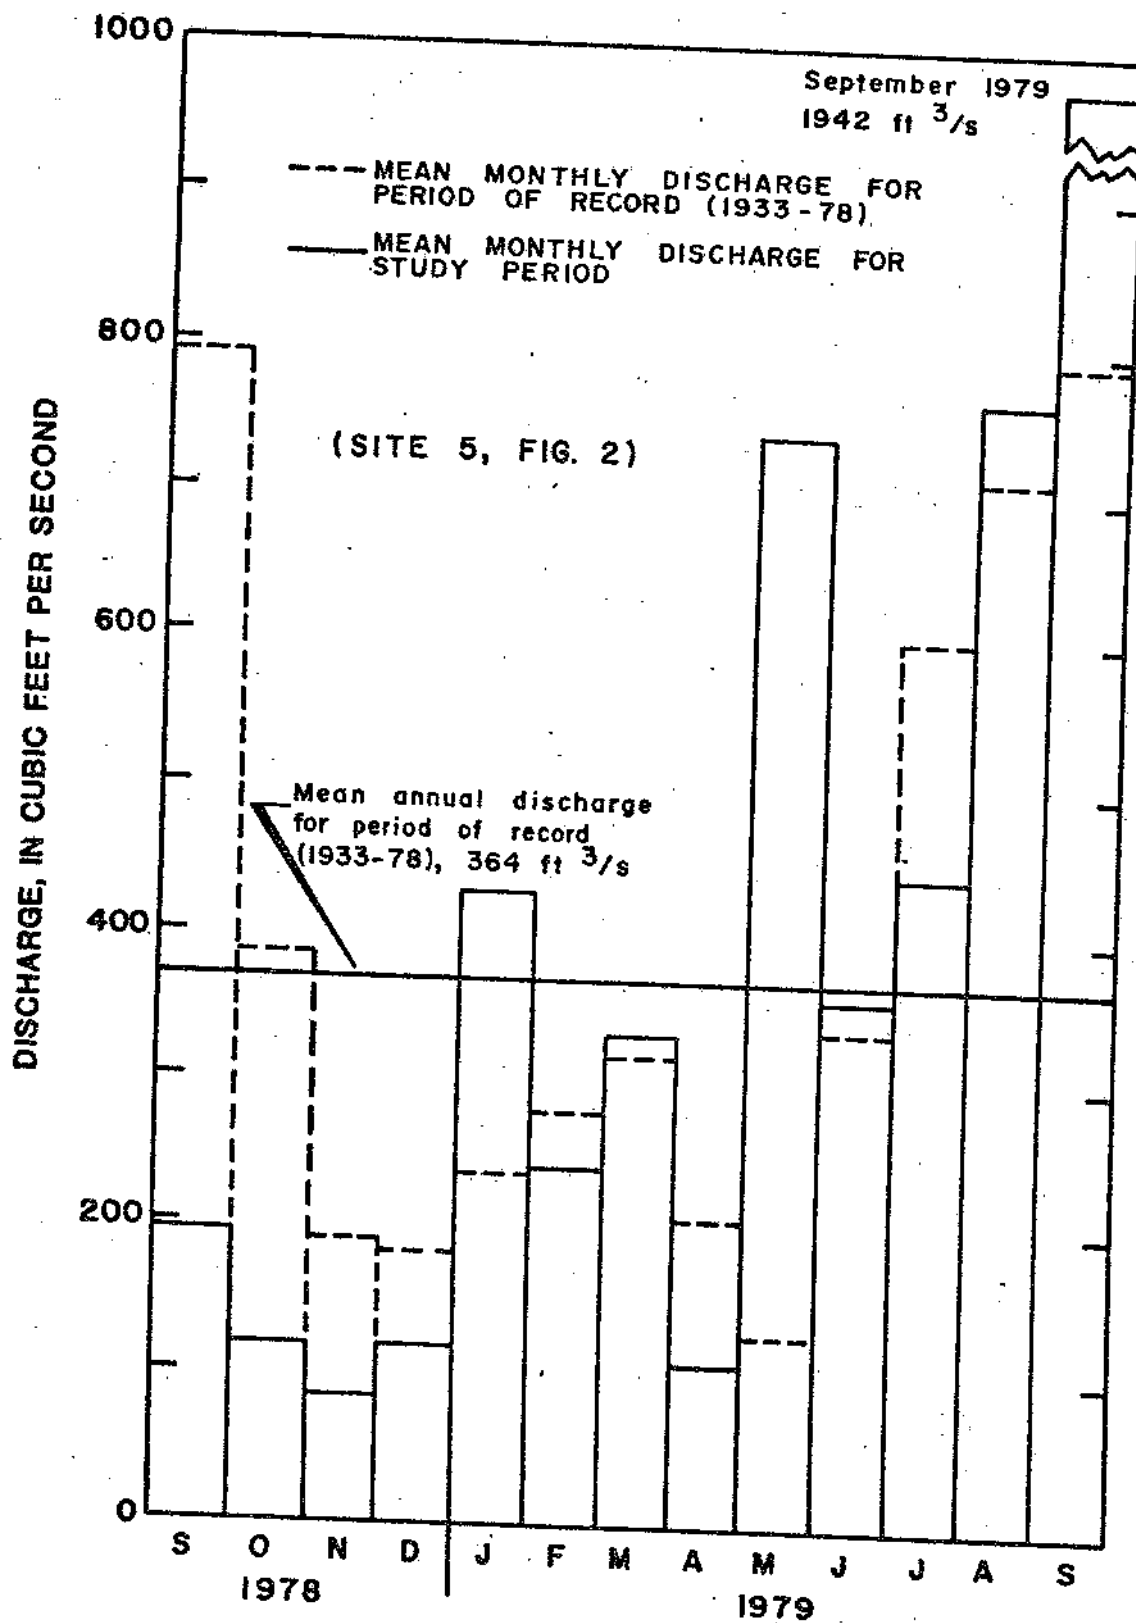 1000
September 1979
1942 ft 3/s
MEAN MONTHLY DISCHARGE FOR
PERIOD OF RECORD (1933-78)
MEAN MONTHLY DISCHARGE FOR
STUDY PERIOD
800
(SITE 5, FIG. 2)
DISCHARGE, IN CUBIC FEET PER SECOND
600
Mean annual discharge
for period of record
(1933-78), 364 ft 3/s
400
200
0
S O N D J F M A M J J A S
1978 1979